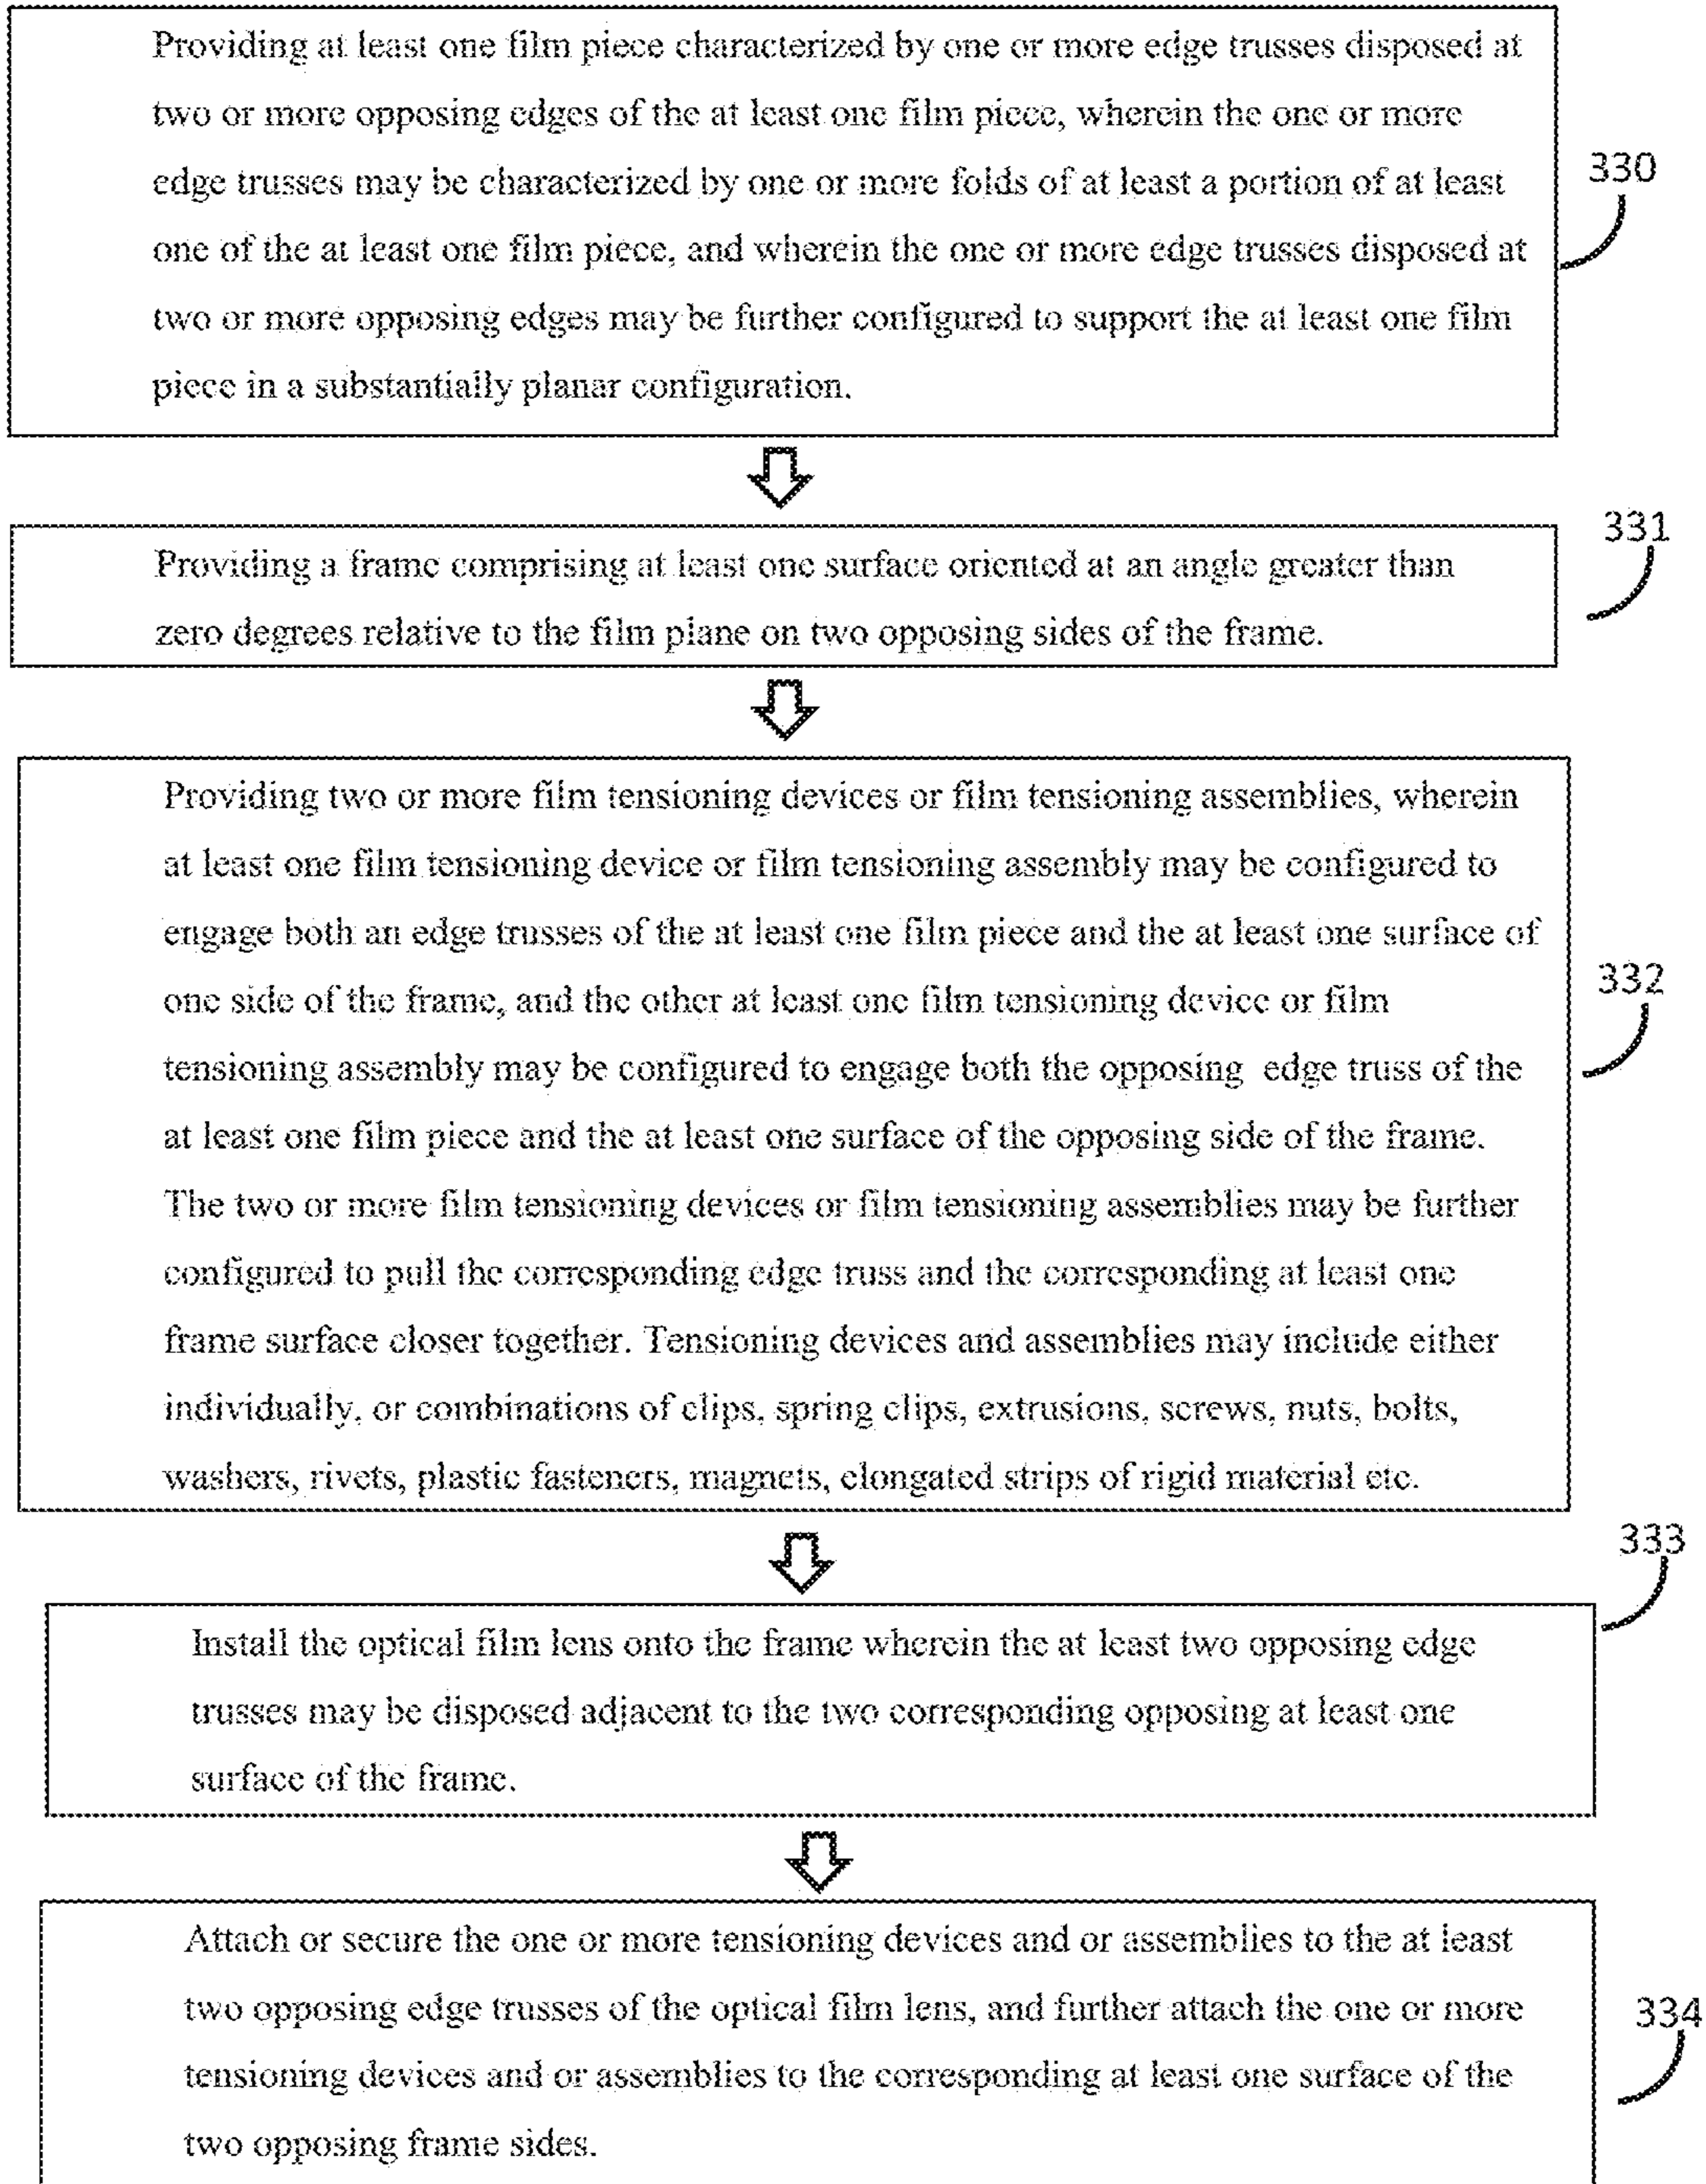 Providing at least one film piece characterized by one or more edge trusses disposed at
two or more opposing edges of the at least one film piece, wherein the one or more
edge trusses may be characterized by one or more folds of at least a portion of at least
one of the at least one film piece, and wherein the one or more edge trusses disposed at
two or more opposing edges may be further configured to support the at least one film
piece in a substantially planar configuration.
330
Providing a frame comprising at least one surface oriented at an angle greater than
zero degrees relative to the film plane on two opposing sides of the frame.
331
Providing two or more film tensioning devices or film tensioning assemblies, wherein
at least one film tensioning device or film tensioning assembly may be configured to
engage both an edge trusses of the at least one film piece and the at least one surface of
one side of the frame, and the other at least one film tensioning device or film
tensioning assembly may be configured to engage both the opposing edge truss of the
at least one film piece and the at least one surface of the opposing side of the frame.
The two or more film tensioning devices or film tensioning assemblies may be further
configured to pull the corresponding edge truss and the corresponding at least one
frame surface closer together. Tensioning devices and assemblies may include either
individually, or combinations of clips, spring clips, extrusions, screws, nuts, bolts,
washers, rivets, plastic fasteners, magnets, elongated strips of rigid material etc.
332
Install the optical film lens onto the frame wherein the at least two opposing edge
trusses may be disposed adjacent to the two corresponding opposing at least one
surface of the frame.
333
Attach or secure the one or more tensioning devices and or assemblies to the at least
two opposing edge trusses of the optical film lens, and further attach the one or more
tensioning devices and or assemblies to the corresponding at least one surface of the
two opposing frame sides.
334